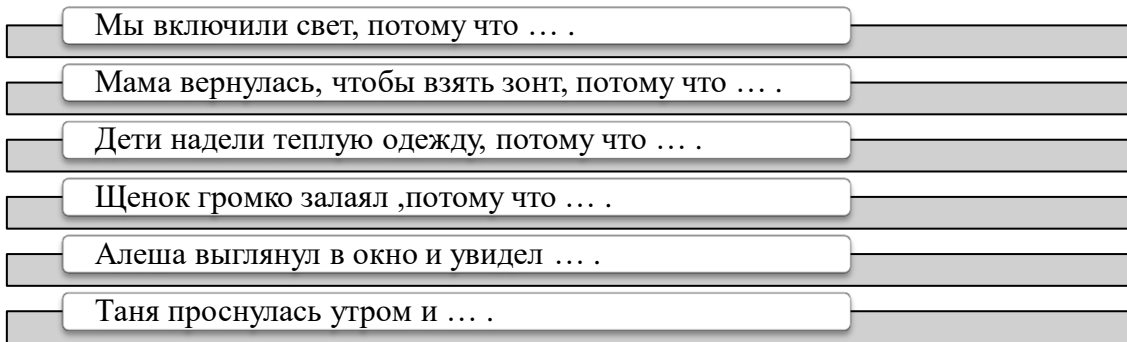 Мы включили свет, потому что … .
Мама вернулась, чтобы взять зонт, потому что … .
Дети надели теплую одежду, потому что … .
Щенок громко залаял ,потому что … .
Алеша выглянул в окно и увидел … .
Таня проснулась утром и … .